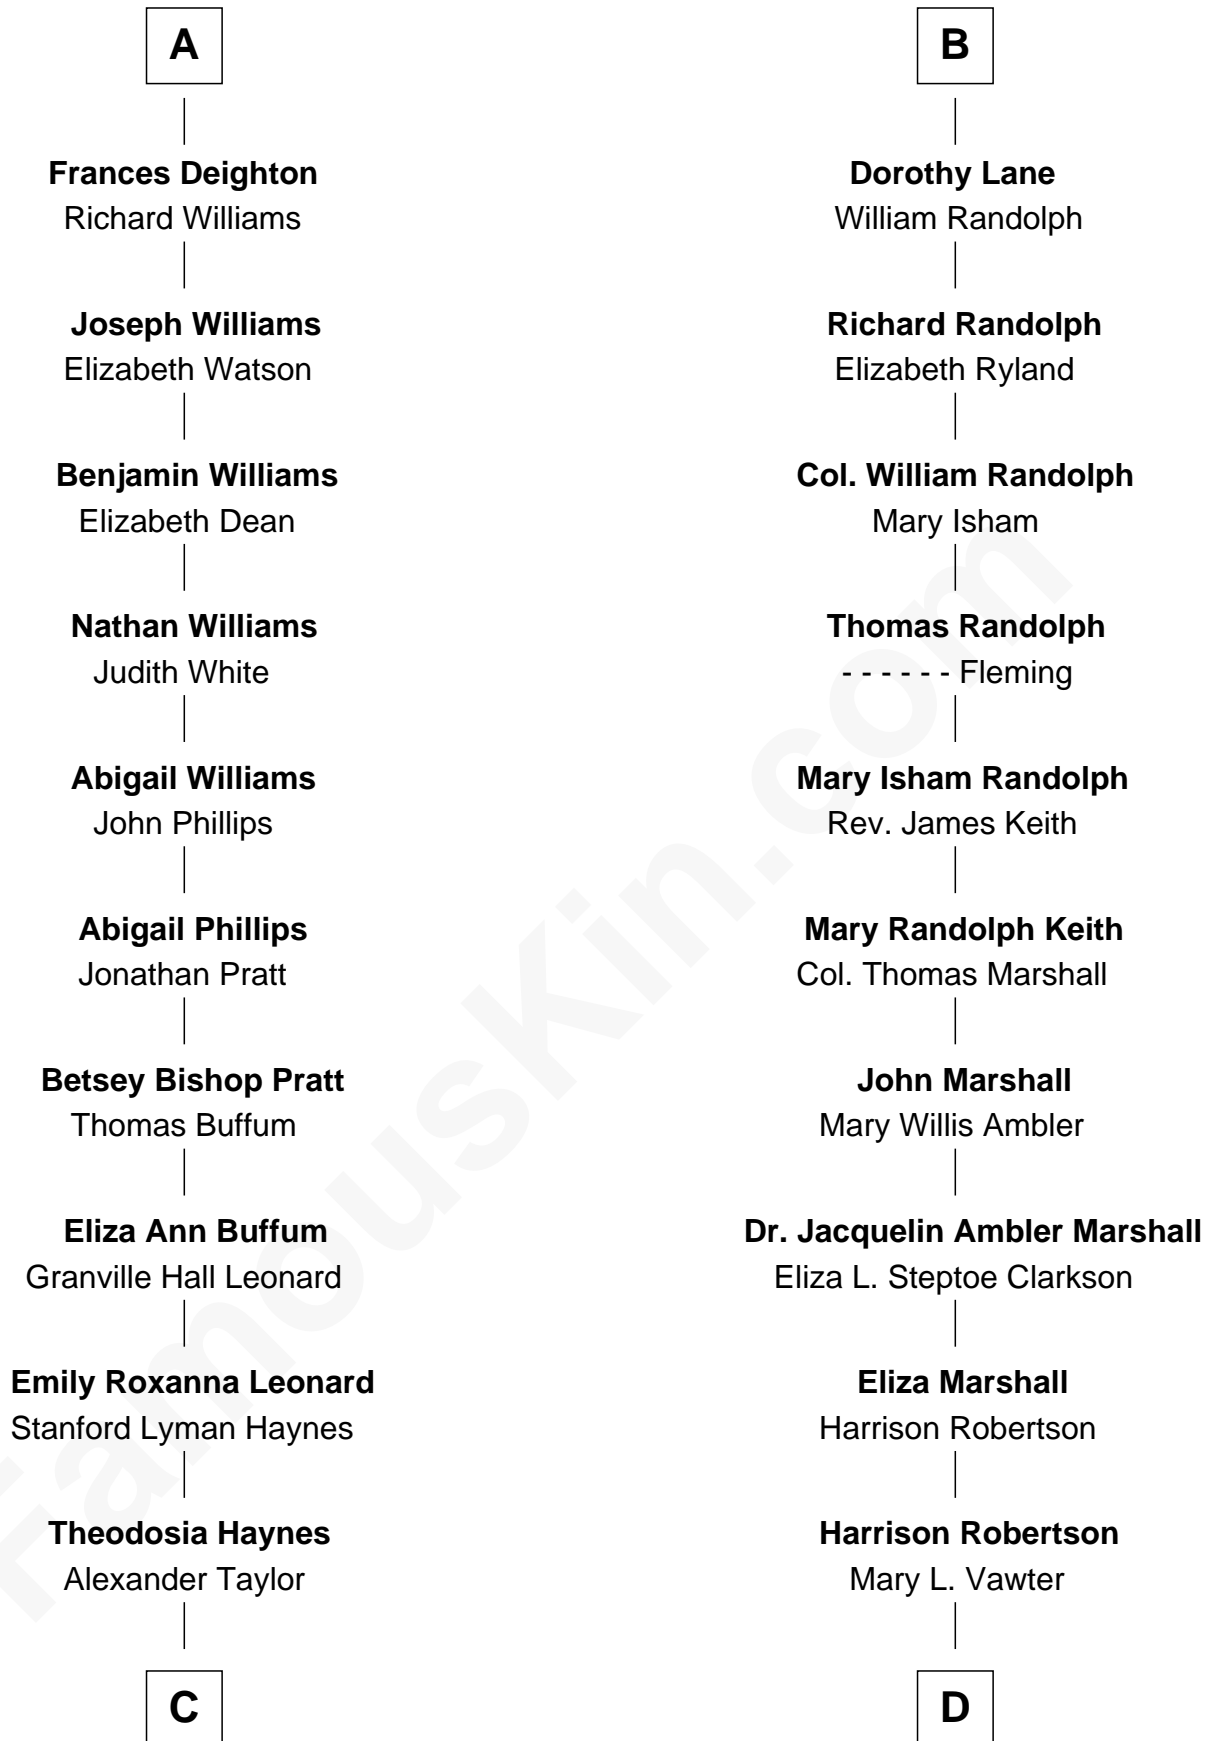 A
Frances Deighton
Richard Williams
Joseph Williams
Elizabeth Watson
Benjamin Williams
Elizabeth Dean
Nathan Williams
Judith White
Abigail Williams
John Phillips
Abigail Phillips
Jonathan Pratt
Betsey Bishop Pratt
Thomas Buffum
Eliza Ann Buffum
Granville Hall Leonard
Emily Roxanna Leonard
Stanford Lyman Haynes
Theodosia Haynes
Alexander Taylor
C
B
Dorothy Lane
William Randolph
Richard Randolph
Elizabeth Ryland
Col. William Randolph
Mary Isham
Thomas Randolph
- - - - - - Fleming
Mary Isham Randolph
Rev. James Keith
Mary Randolph Keith
Col. Thomas Marshall
John Marshall
Mary Willis Ambler
Dr. Jacquelin Ambler Marshall
Eliza L. Steptoe Clarkson
Eliza Marshall
Harrison Robertson
Harrison Robertson
Mary L. Vawter
D
FamousKin.com